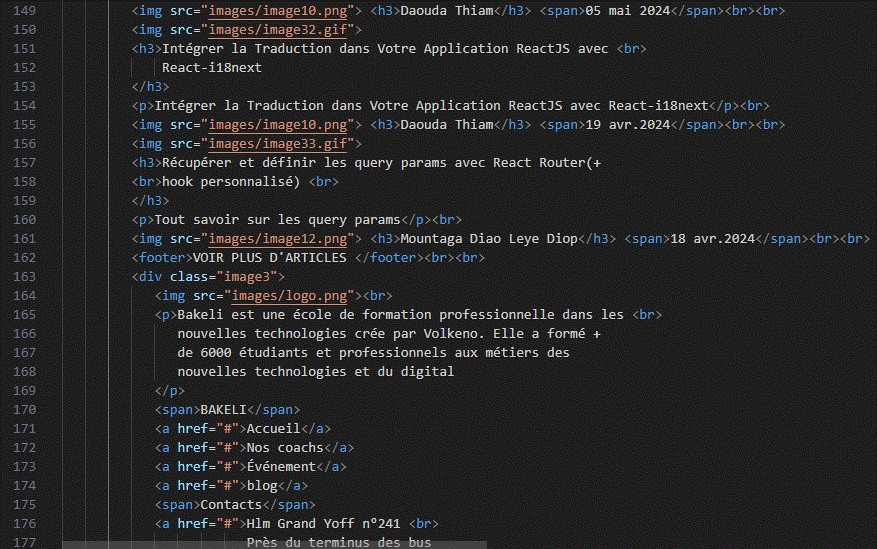 149 <img src="images/image10.png"> <h3>Daouda Thiam</h3> <span>05 mai 2024</span><br><br>
150 <img src="images/image32.gif">
151 <h3>Intégrer la Traduction dans Votre Application ReactJS avec <br>
152 React-i18next
153 </h3>
154 <p>Intégrer la Traduction dans Votre Application ReactJS avec React-i18next</p><br>
155 <img src="images/image10.png"> <h3>Daouda Thiam</h3> <span>19 avr.2024</span><br><br>
156 <img src="images/image33.gif">
157 <h3>Récupérer et définir les query params avec React Router(+
158 <br>hook personnalisé) <br>
159 </h3>
160 <p>Tout savoir sur les query params</p><br>
161 <img src="images/image12.png"> <h3>Mountaga Diao Leye Diop</h3> <span>18 avr.2024</span><br><br>
162 <footer>VOIR PLUS D'ARTICLES </footer><br><br>
163 <div class="image3">
164 <img src="images/logo.png"><br>
165 <p>Bakeli est une école de formation professionnelle dans les <br>
166 nouvelles technologies crée par Volkeno. Elle a formé +
167 de 6000 étudiants et professionnels aux métiers des
168 nouvelles technologies et du digital
169 </p>
170 <span>BAKELI</span>
171 <a href="#">Accueil</a>
172 <a href="#">Nos coachs</a>
173 <a href="#">Événement</a>
174 <a href="#">blog</a>
175 <span>Contacts</span>
176 <a href="#">Hlm Grand Yoff n°241 <br>
177 Près du terminus des bus